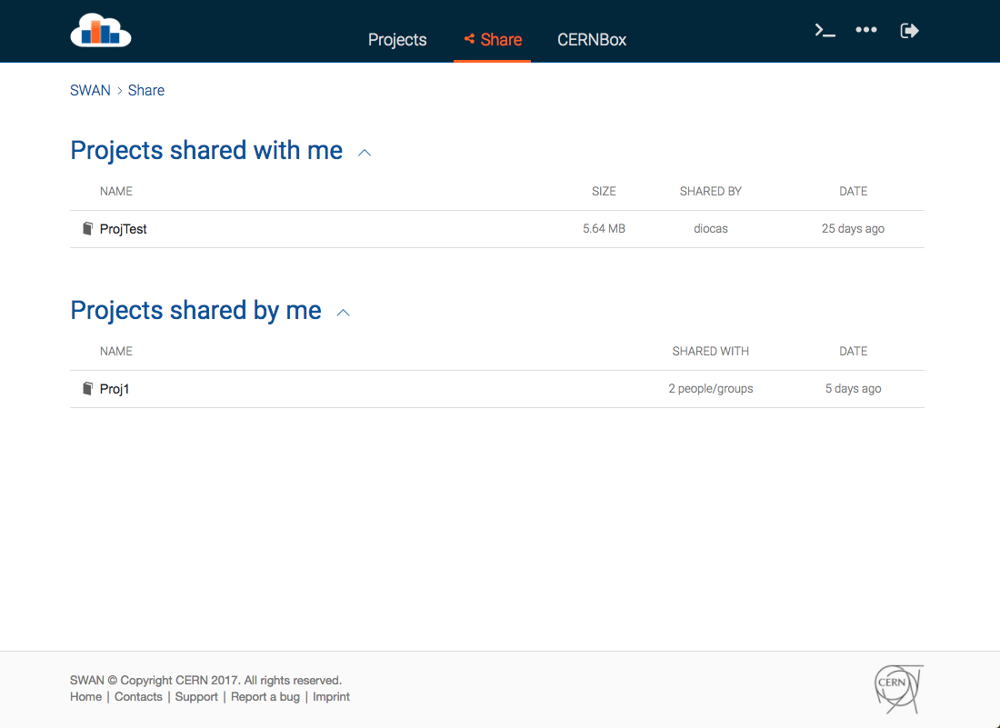 Projects Share CERNBox
SWAN > Share
Projects shared with me
NAME SIZE SHARED BY DATE
ProjTest 5.64 MB diocas 25 days ago
Projects shared by me
NAME SHARED WITH DATE
Proj1 2 people/groups 5 days ago
SWAN © Copyright CERN 2017. All rights reserved.
Home | Contacts | Support | Report a bug | Imprint
CERN